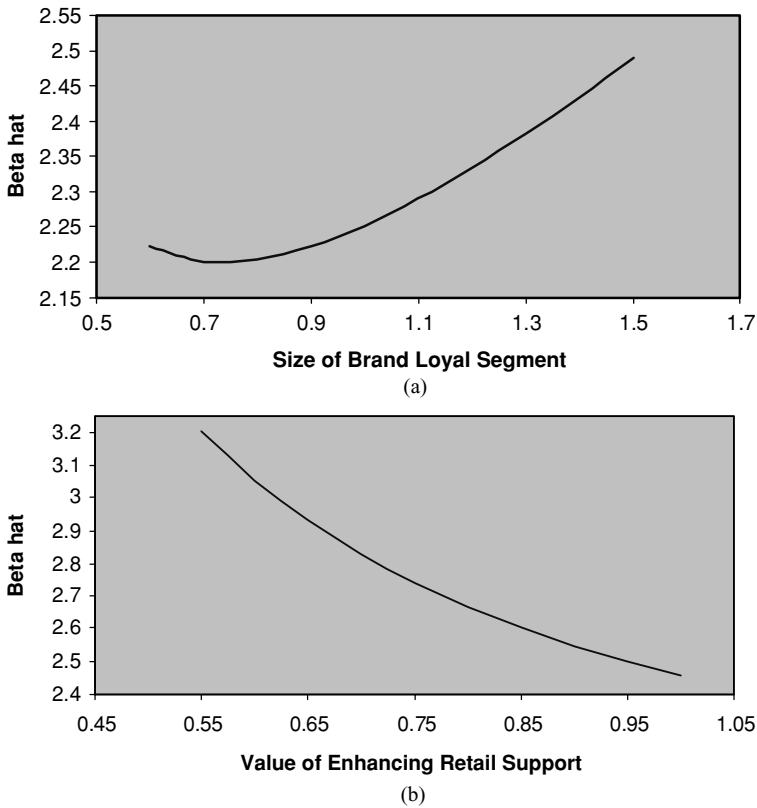 2.55
2.5
2.45
2.4
2.35
2.3
2.25
2.2
2.15
Beta hat
0.5 0.7 0.9 1.1 1.3 1.5 1.7
Size of Brand Loyal Segment
(a)
3.2
3.1
3
2.9
2.8
2.7
2.6
2.5
2.4
Beta hat
0.45 0.55 0.65 0.75 0.85 0.95 1.05
Value of Enhancing Retail Support
(b)